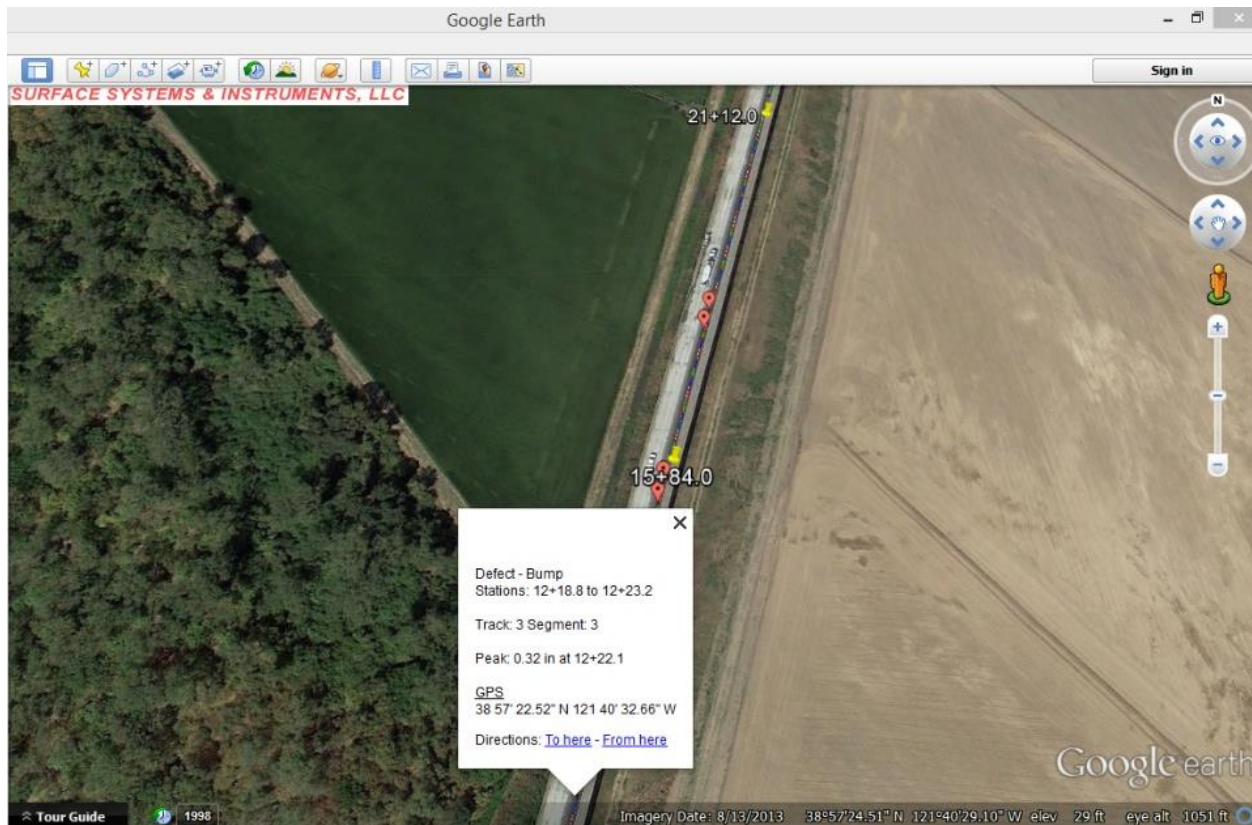 Google Earth
Sign in
SURFACE SYSTEMS & INSTRUMENTS, LLC
N
21+12.0
15+84.0
Defect - Bump
Stations: 12+18.8 to 12+23.2
Track: 3 Segment: 3
Peak: 0.32 in at 12+22.1
GPS
38 57' 22.52" N 121 40' 32.66" W
Directions: To here - From here
Google earth
Tour Guide
1998
Imagery Date: 8/13/2013 38°57'24.51" N 121°40'29.10" W elev 29 ft eye alt 1051 ft